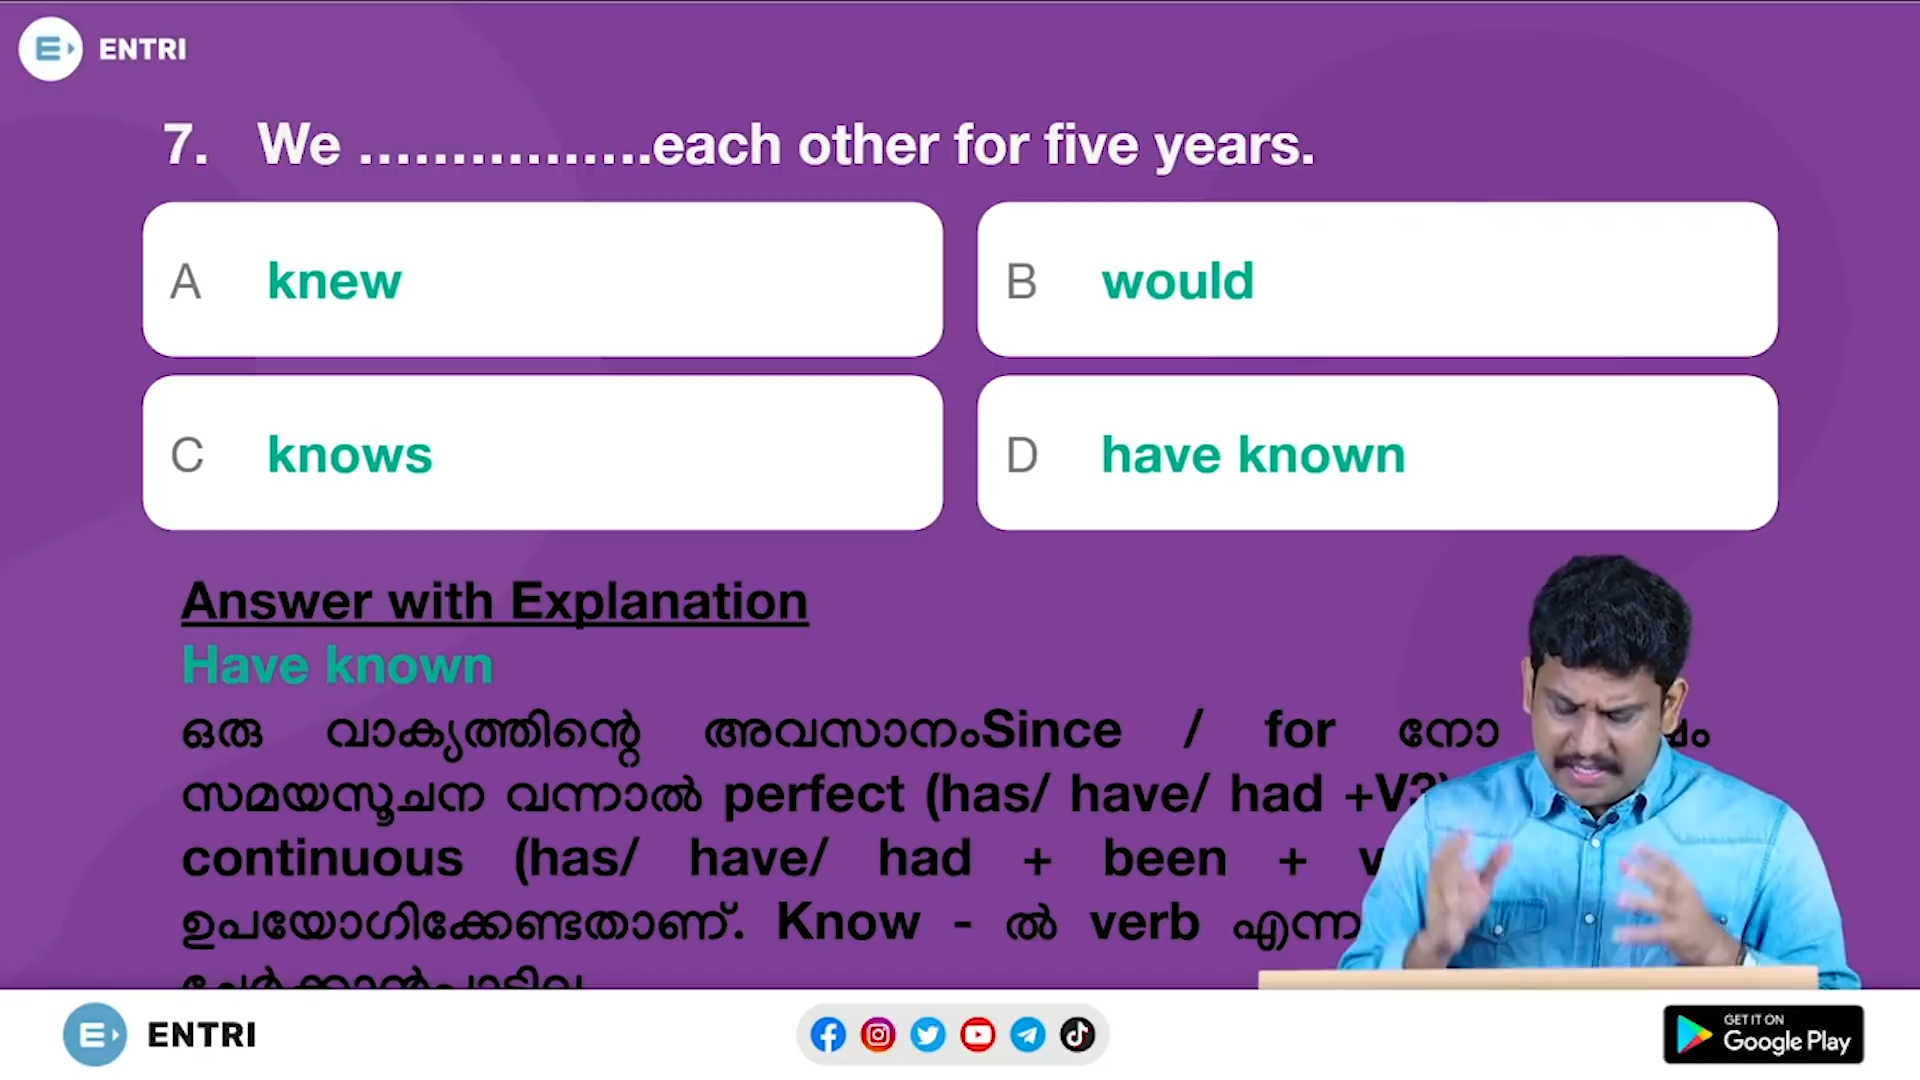 ENTRI
7. We ................each other for five years.
A knew
B would
C knows
D have known
Answer with Explanation
Have known
ഒരു വാക്യത്തിന്റെ അവസാനംSince / for നോ
സമയസൂചന വന്നാൽ perfect (has/ have/ had +V3)
continuous (has/ have/ had + been + v
ഉപയോഗിക്കേണ്ടതാണ്. Know - ൽ verb എന്ന
ENTRI
GET IT ON
Google Play